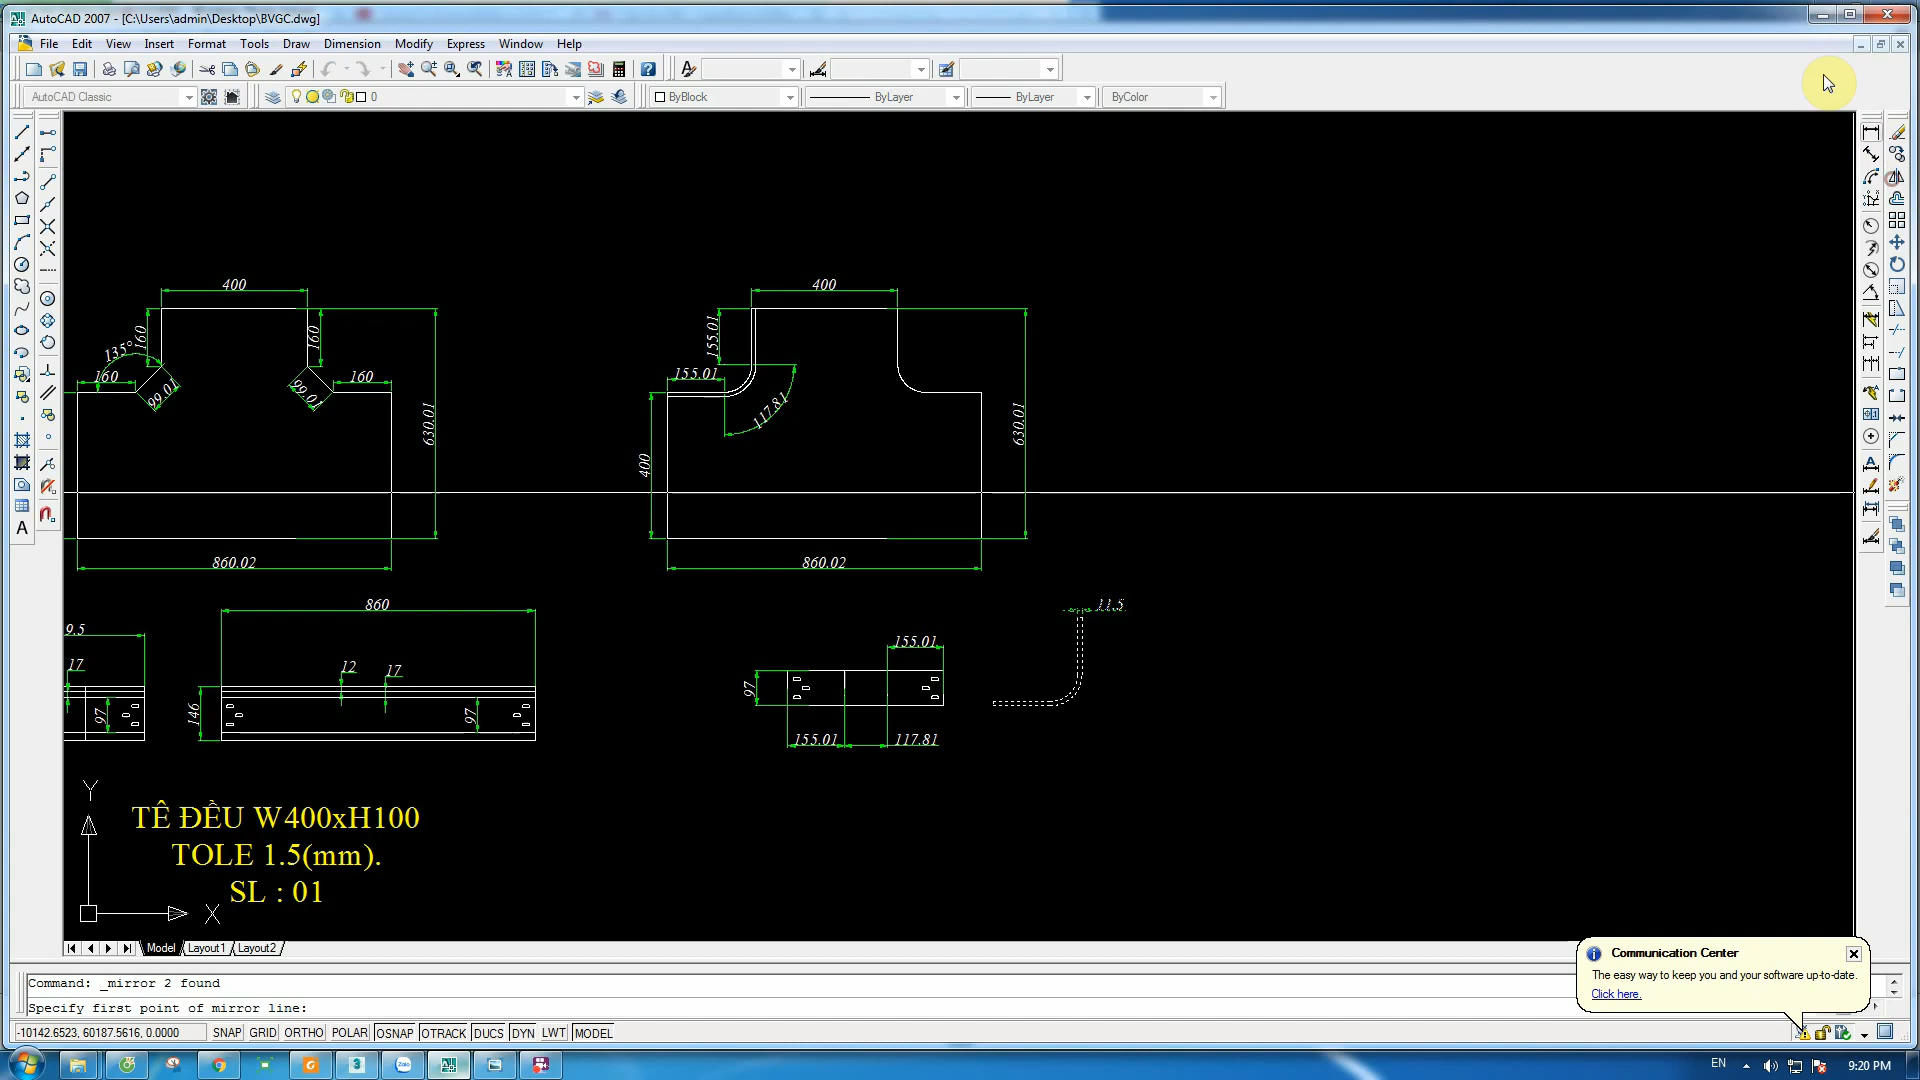 AutoCAD 2007 - [C:\Users\admin\Desktop\BVGC.dwg]
File Edit View Insert Format Tools Draw Dimension Modify Express Window Help
AutoCAD Classic 0 ByBlock ByLayer ByLayer ByColor
400 400
160 160 155.01
135°
160 160 155.01
99.01 99.01 117.81
630.01 630.01
400
860.02 860.02
860 11.5
9.5 155.01
17 12 17
97 146 97 97
155.01 117.81
Y
TÊ ĐỀU W400xH100
TOLE 1.5(mm).
SL : 01
X
A
Model Layout1 Layout2
Communication Center
The easy way to keep you and your software up-to-date.
Click here.
Command: _mirror 2 found
Specify first point of mirror line:
-10142.6523, 60187.5616, 0.0000 SNAP GRID ORTHO POLAR OSNAP OTRACK DUCS DYN LWT MODEL
Zalo
EN 9:20 PM